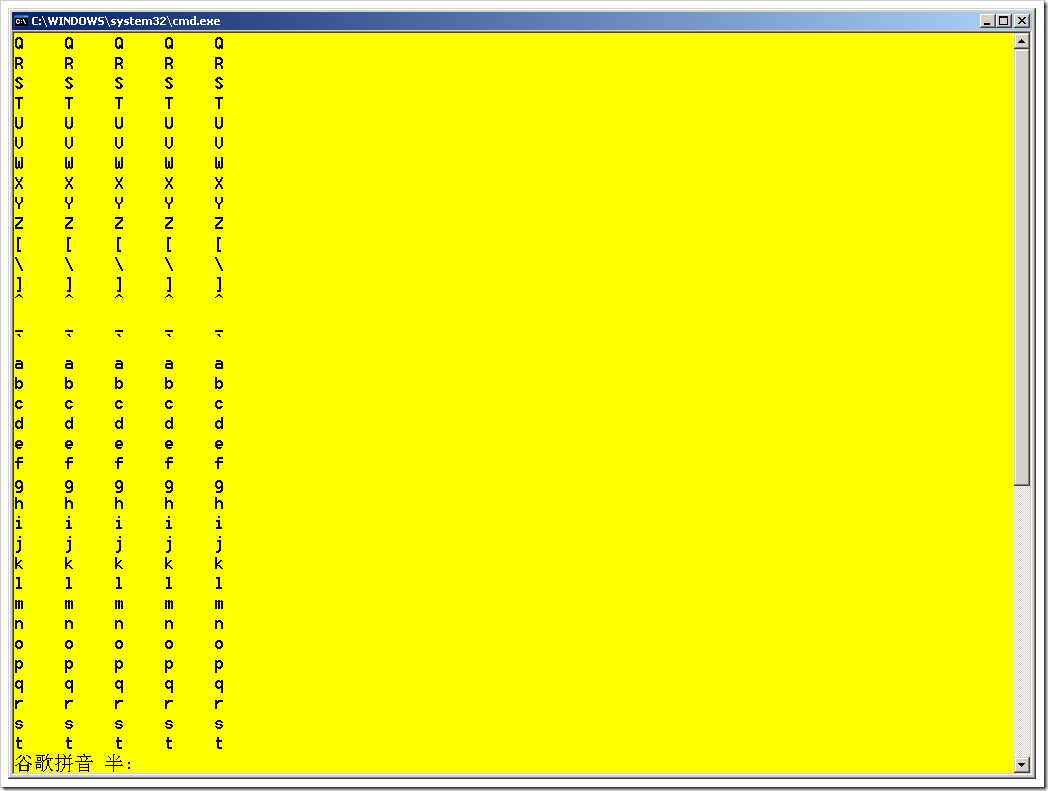 C:\WINDOWS\system32\cmd.exe
Q Q Q Q Q
R R R R R
S S S S S
T T T T T
U U U U U
V V V V V
W W W W W
X X X X X
Y Y Y Y Y
Z Z Z Z Z
[ [ [ [ [
\ \ \ \ \
] ] ] ] ]
^ ^ ^ ^ ^
_ _ _ _ _
` ` ` ` `
a a a a a
b b b b b
c c c c c
d d d d d
e e e e e
f f f f f
g g g g g
h h h h h
i i i i i
j j j j j
k k k k k
l l l l l
m m m m m
n n n n n
o o o o o
p p p p p
q q q q q
r r r r r
s s s s s
t t t t t
谷歌拼音 半: